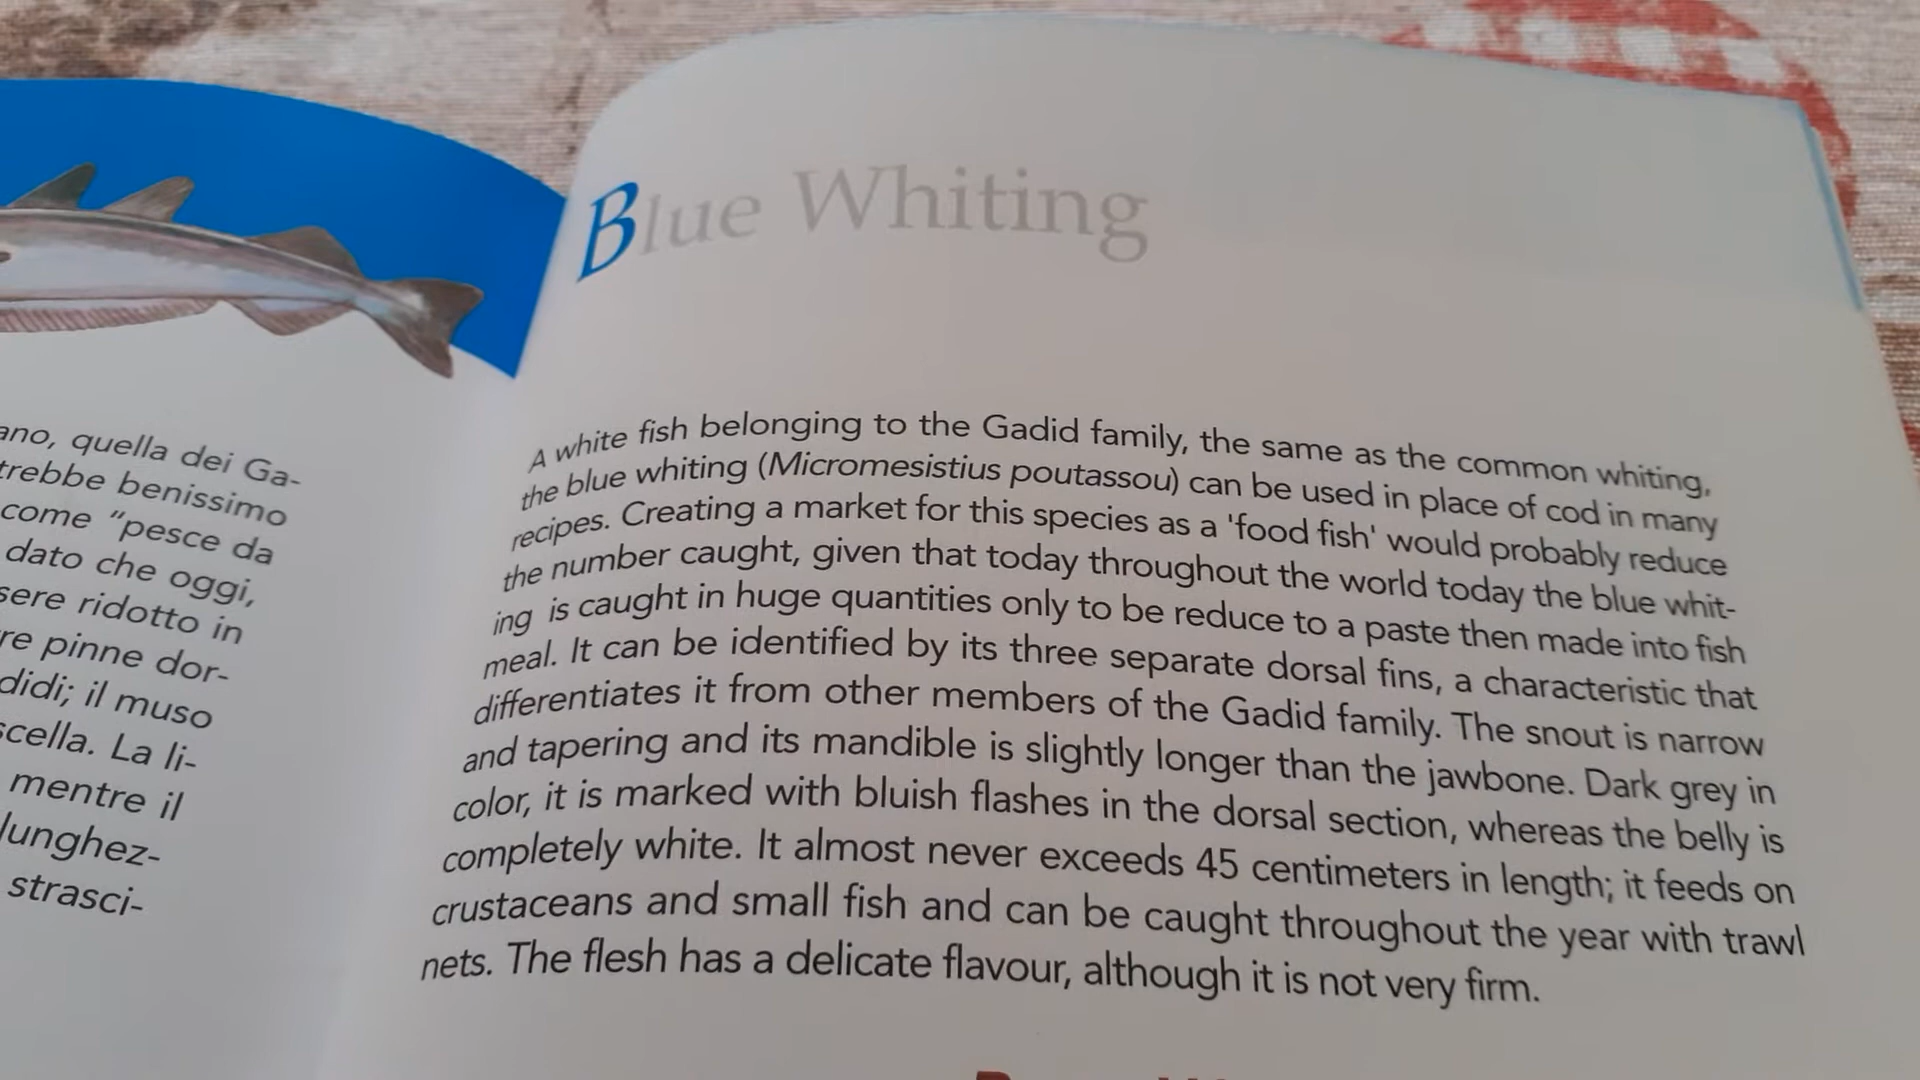 ano, quella dei Ga-
trebbe benissimo
come "pesce da
dato che oggi,
sere ridotto in
re pinne dor-
didi; il muso
scella. La li-
mentre il
lunghez-
strasci-
Blue Whiting
A white fish belonging to the Gadid family, the same as the common whiting,
the blue whiting (Micromesistius poutassou) can be used in place of cod in many
recipes. Creating a market for this species as a 'food fish' would probably reduce
the number caught, given that today throughout the world today the blue whit-
ing is caught in huge quantities only to be reduce to a paste then made into fish
meal. It can be identified by its three separate dorsal fins, a characteristic that
differentiates it from other members of the Gadid family. The snout is narrow
and tapering and its mandible is slightly longer than the jawbone. Dark grey in
color, it is marked with bluish flashes in the dorsal section, whereas the belly is
completely white. It almost never exceeds 45 centimeters in length; it feeds on
crustaceans and small fish and can be caught throughout the year with trawl
nets. The flesh has a delicate flavour, although it is not very firm.